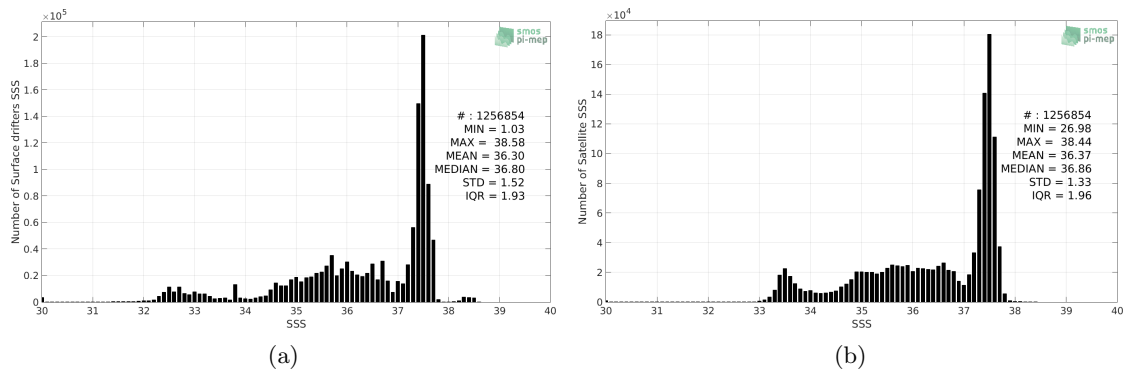 ×10^5
Number of Surface drifters SSS
2
1.8
1.6
1.4
1.2
1
0.8
0.6
0.4
0.2
0
30 31 32 33 34 35 36 37 38 39 40
SSS
smos
pi-mep
# : 1256854
MIN = 1.03
MAX = 38.58
MEAN = 36.30
MEDIAN = 36.80
STD = 1.52
IQR = 1.93
(a)
×10^4
Number of Satellite SSS
18
16
14
12
10
8
6
4
2
0
30 31 32 33 34 35 36 37 38 39 40
SSS
smos
pi-mep
# : 1256854
MIN = 26.98
MAX = 38.44
MEAN = 36.37
MEDIAN = 36.86
STD = 1.33
IQR = 1.96
(b)